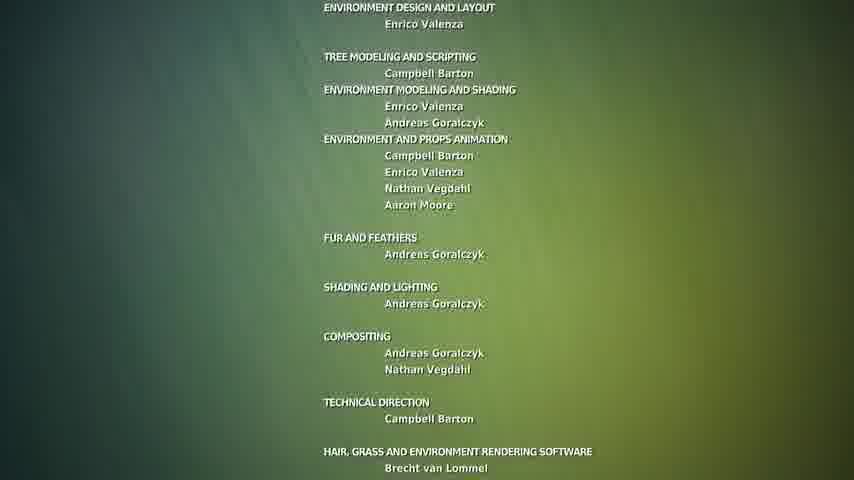 ENVIRONMENT DESIGN AND LAYOUT
Enrico Valenza
TREE MODELING AND SCRIPTING
Campbell Barton
ENVIRONMENT MODELING AND SHADING
Enrico Valenza
Andreas Goralczyk
ENVIRONMENT AND PROPS ANIMATION
Campbell Barton
Enrico Valenza
Nathan Vegdahl
Aaron Moore
FUR AND FEATHERS
Andreas Goralczyk
SHADING AND LIGHTING
Andreas Goralczyk
COMPOSITING
Andreas Goralczyk
Nathan Vegdahl
TECHNICAL DIRECTION
Campbell Barton
HAIR, GRASS AND ENVIRONMENT RENDERING SOFTWARE
Brecht van Lommel